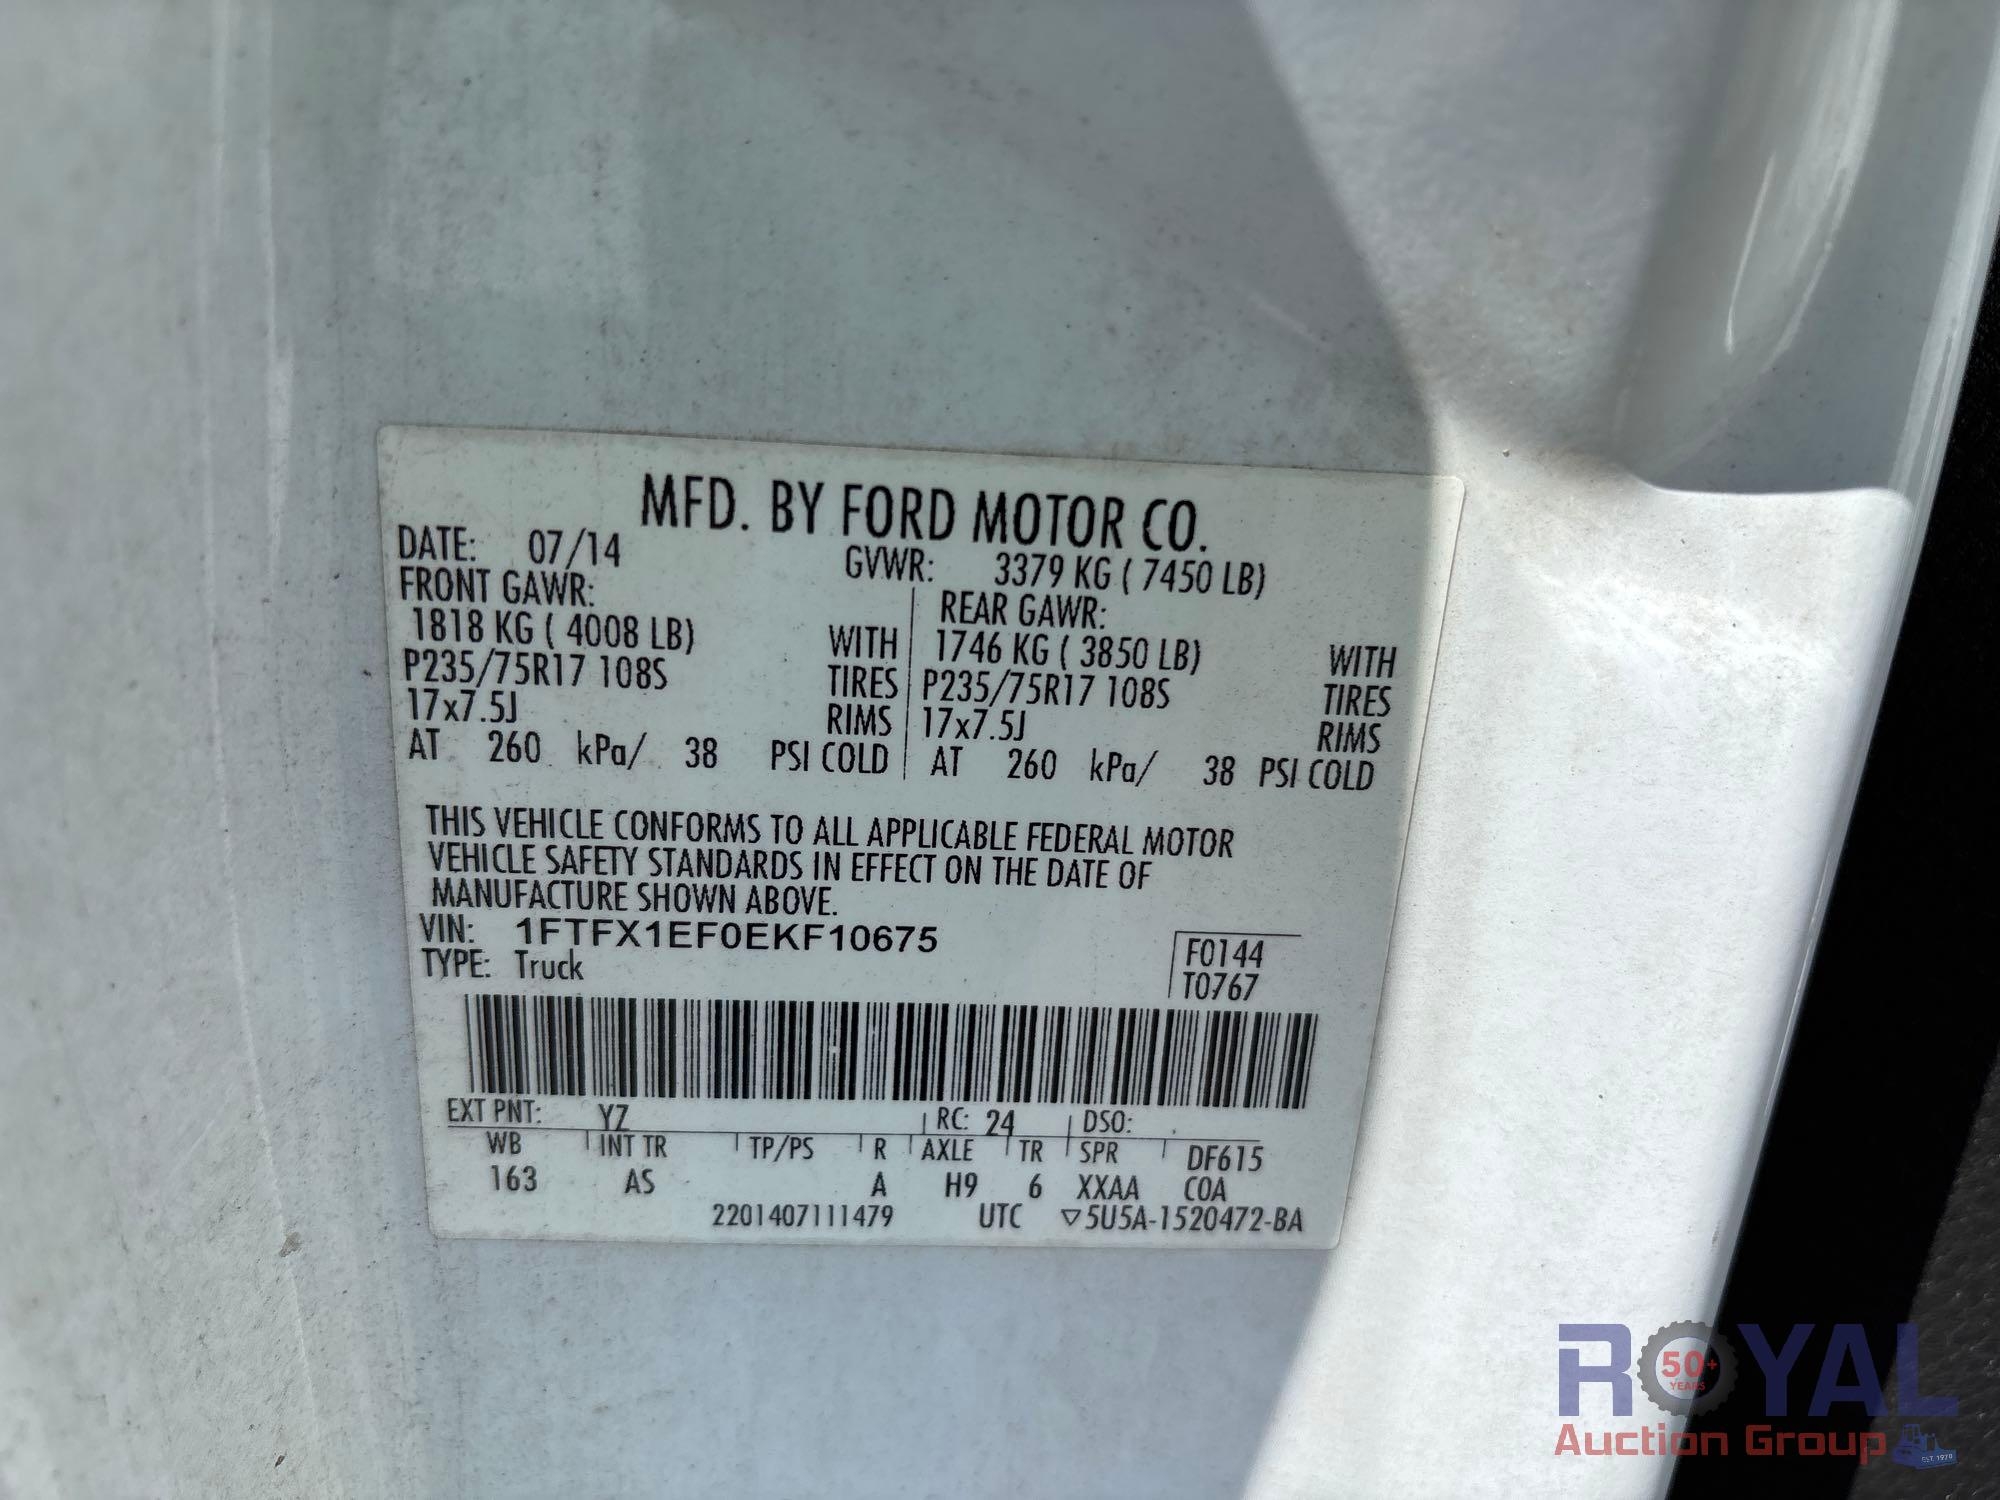 MFD. BY FORD MOTOR CO.
DATE: 07/14 GVWR: 3379 KG ( 7450 LB)
FRONT GAWR: REAR GAWR:
1818 KG ( 4008 LB) WITH 1746 KG ( 3850 LB) WITH
P235/75R17 108S TIRES P235/75R17 108S TIRES
17x7.5J RIMS 17x7.5J RIMS
AT 260 kPa/ 38 PSI COLD AT 260 kPa/ 38 PSI COLD
THIS VEHICLE CONFORMS TO ALL APPLICABLE FEDERAL MOTOR
VEHICLE SAFETY STANDARDS IN EFFECT ON THE DATE OF
MANUFACTURE SHOWN ABOVE.
VIN: 1FTFX1EF0EKF10675 F0144
TYPE: Truck T0767
EXT PNT: YZ RC: 24 DSO:
WB INT TR TP/PS R AXLE TR SPR DF615
163 AS A H9 6 XXAA C0A
2201407111479 UTC ▽5U5A-1520472-BA
ROYAL
50+
YEARS
Auction Group
EST. 1970